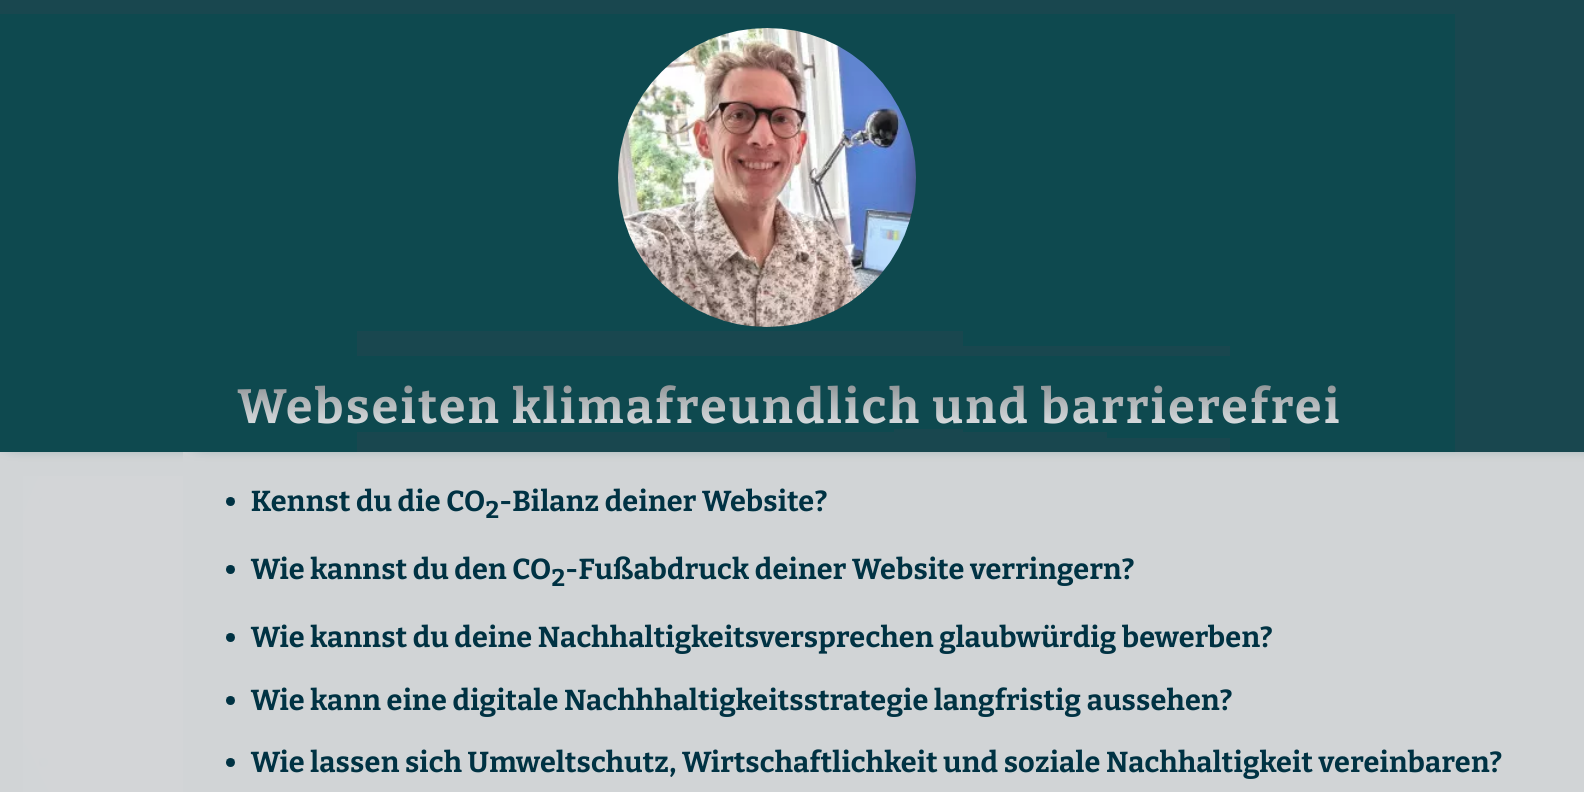 Webseiten klimafreundlich und barrierefrei
• Kennst du die CO₂-Bilanz deiner Website?
• Wie kannst du den CO₂-Fußabdruck deiner Website verringern?
• Wie kannst du deine Nachhaltigkeitsversprechen glaubwürdig bewerben?
• Wie kann eine digitale Nachhhaltigkeitsstrategie langfristig aussehen?
• Wie lassen sich Umweltschutz, Wirtschaftlichkeit und soziale Nachhaltigkeit vereinbaren?